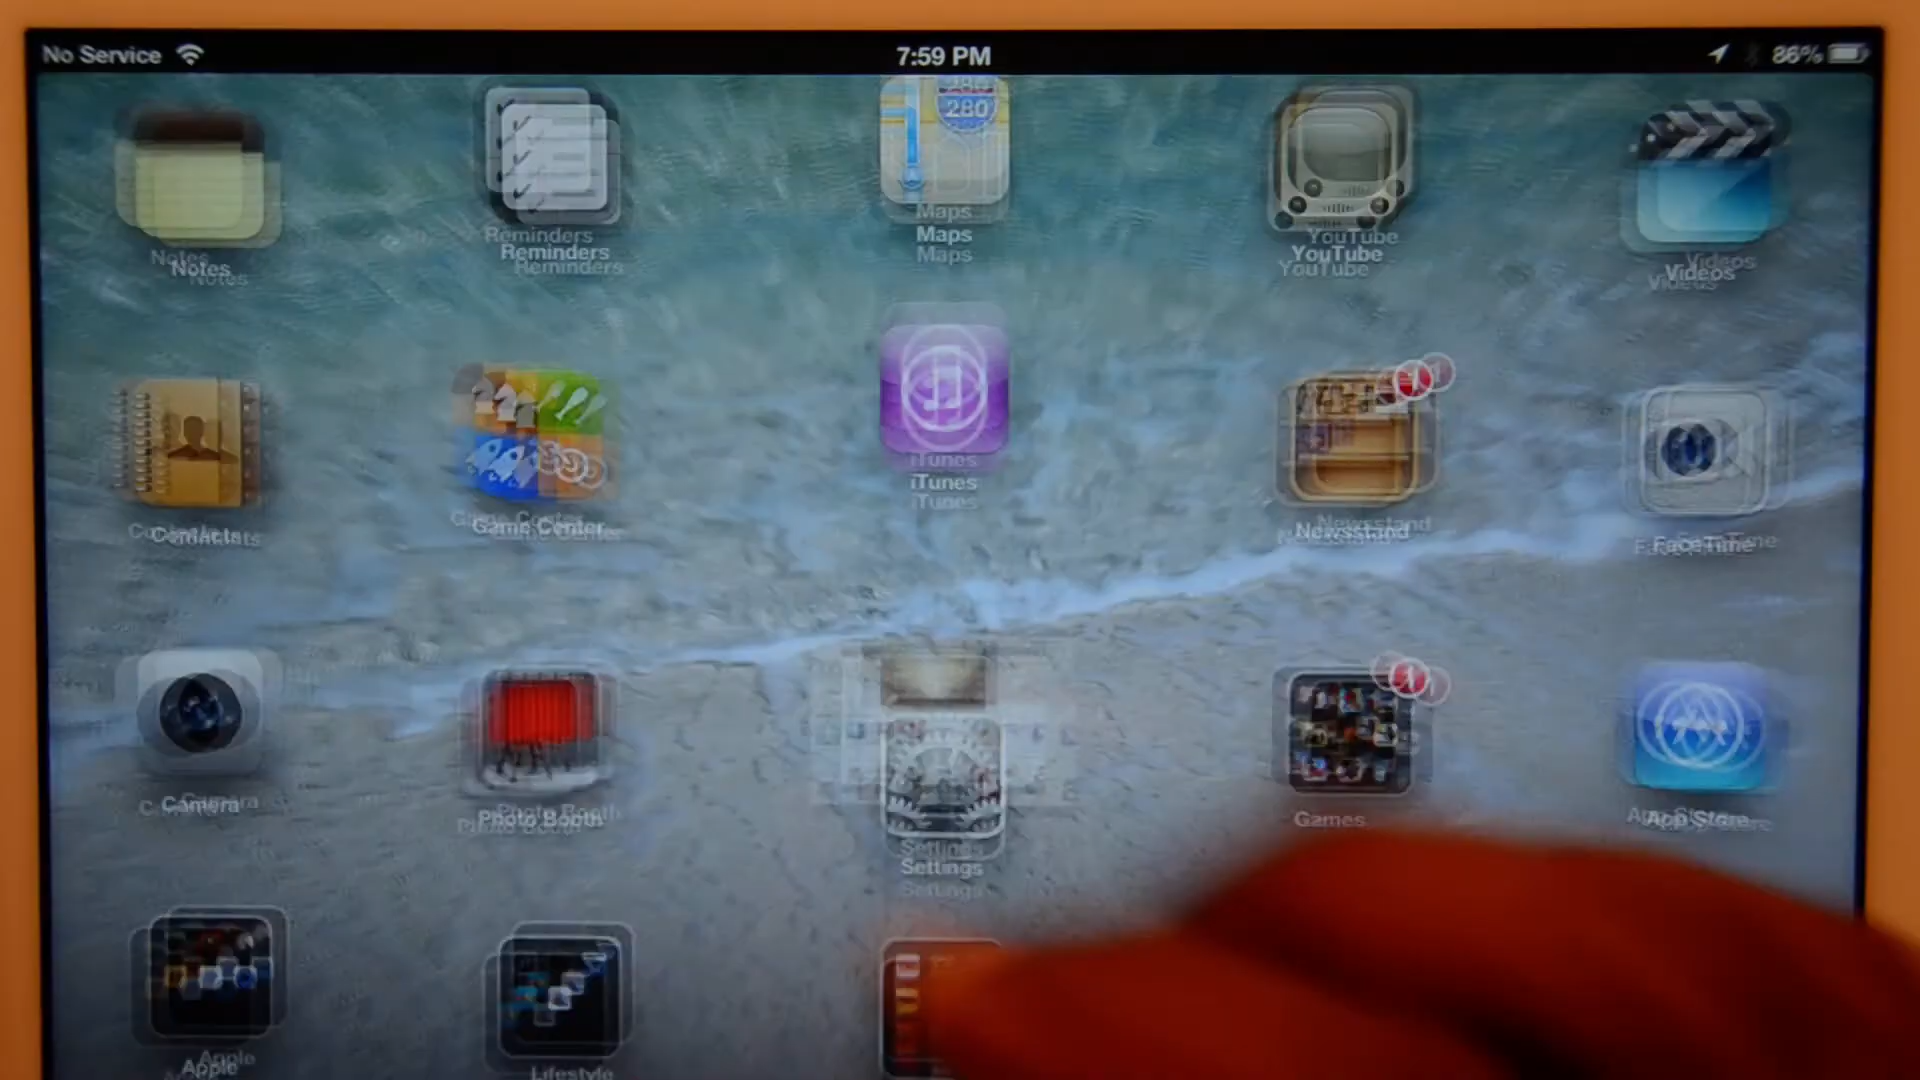 No Service 7:59 PM 86%
280
Notes Reminders Maps YouTube Videos
Contacts Game Center iTunes Newsstand FaceTime
Camera Photo Booth Settings Games App Store
Apple Lifestyle